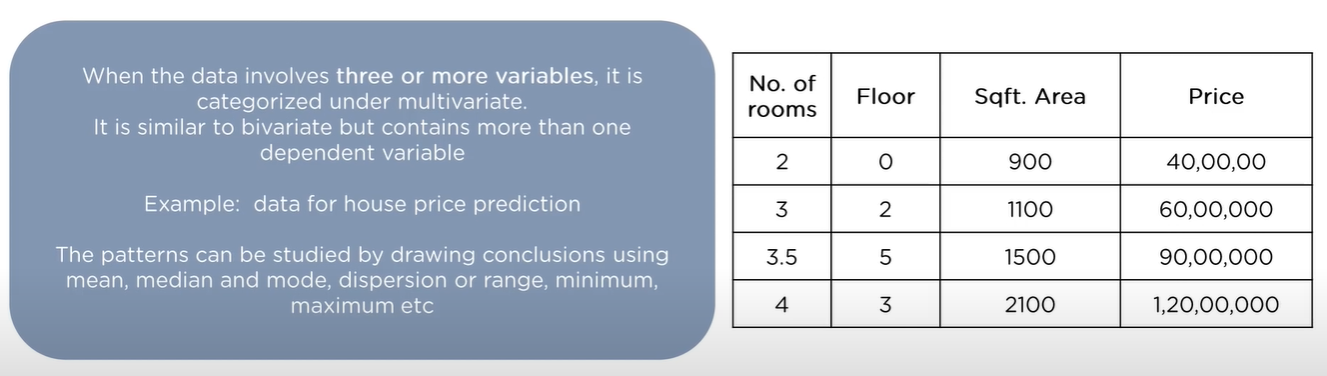 When the data involves three or more variables, it is
categorized under multivariate.
It is similar to bivariate but contains more than one
dependent variable
Example: data for house price prediction
The patterns can be studied by drawing conclusions using
mean, median and mode, dispersion or range, minimum,
maximum etc
No. of rooms Floor Sqft. Area Price
2 0 900 40,00,00
3 2 1100 60,00,000
3.5 5 1500 90,00,000
4 3 2100 1,20,00,000